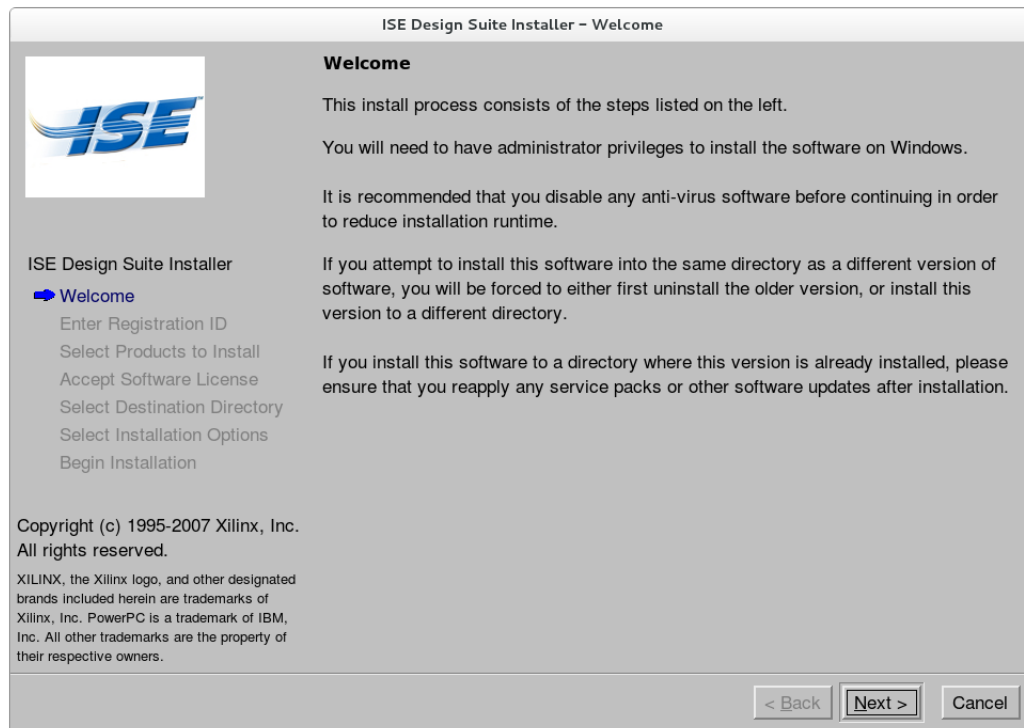 ISE Design Suite Installer – Welcome
ISE™
ISE Design Suite Installer
Welcome
Enter Registration ID
Select Products to Install
Accept Software License
Select Destination Directory
Select Installation Options
Begin Installation
Copyright (c) 1995-2007 Xilinx, Inc.
All rights reserved.
XILINX, the Xilinx logo, and other designated
brands included herein are trademarks of
Xilinx, Inc. PowerPC is a trademark of IBM,
Inc. All other trademarks are the property of
their respective owners.
Welcome
This install process consists of the steps listed on the left.
You will need to have administrator privileges to install the software on Windows.
It is recommended that you disable any anti-virus software before continuing in order
to reduce installation runtime.
If you attempt to install this software into the same directory as a different version of
software, you will be forced to either first uninstall the older version, or install this
version to a different directory.
If you install this software to a directory where this version is already installed, please
ensure that you reapply any service packs or other software updates after installation.
< Back
Next >
Cancel